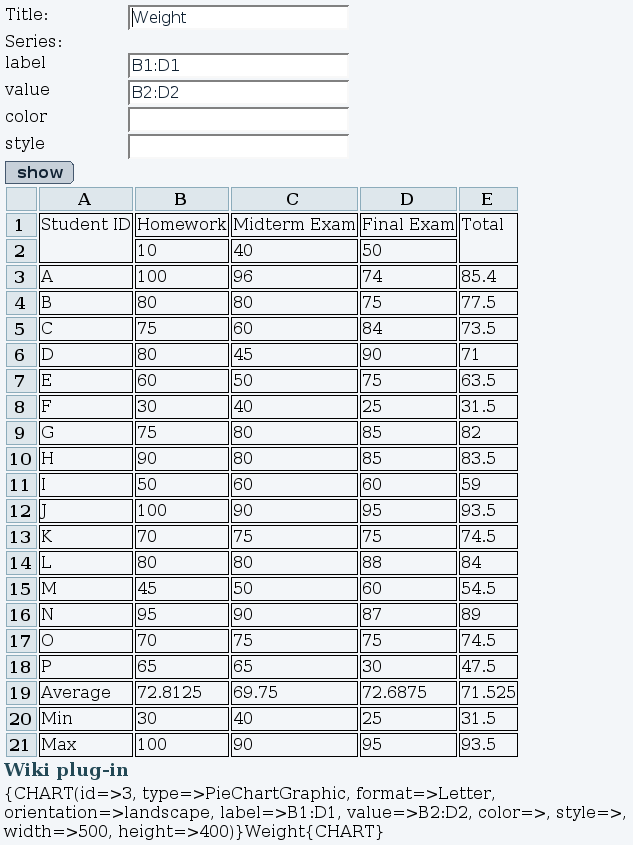 Title: Weight
Series:
label B1:D1
value B2:D2
color
style
show
A B C D E
1 Student ID Homework Midterm Exam Final Exam Total
2 10 40 50
3 A 100 96 74 85.4
4 B 80 80 75 77.5
5 C 75 60 84 73.5
6 D 80 45 90 71
7 E 60 50 75 63.5
8 F 30 40 25 31.5
9 G 75 80 85 82
10 H 90 80 85 83.5
11 I 50 60 60 59
12 J 100 90 95 93.5
13 K 70 75 75 74.5
14 L 80 80 88 84
15 M 45 50 60 54.5
16 N 95 90 87 89
17 O 70 75 75 74.5
18 P 65 65 30 47.5
19 Average 72.8125 69.75 72.6875 71.525
20 Min 30 40 25 31.5
21 Max 100 90 95 93.5
Wiki plug-in
{CHART(id=>3, type=>PieChartGraphic, format=>Letter,
orientation=>landscape, label=>B1:D1, value=>B2:D2, color=>, style=>,
width=>500, height=>400)}Weight{CHART}